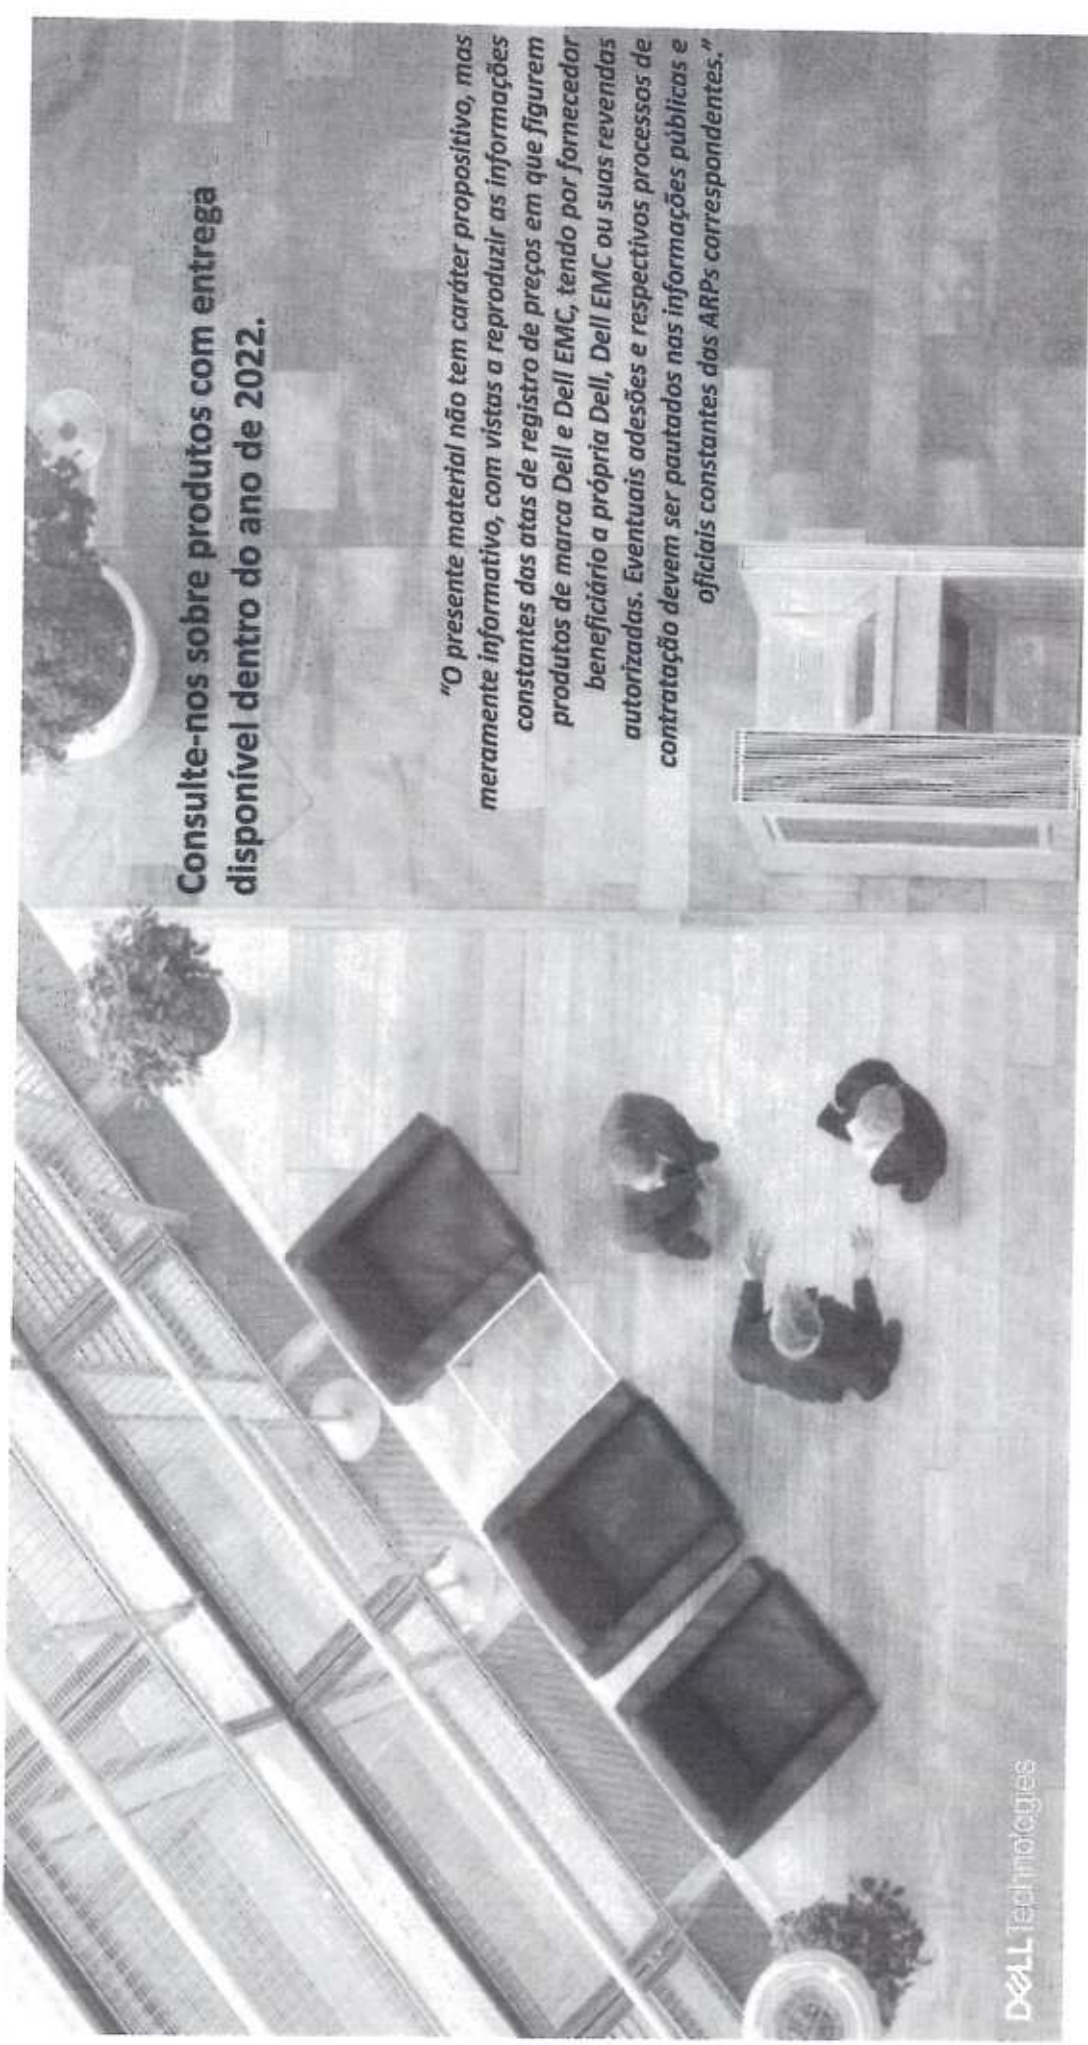 Consulte-nos sobre produtos com entrega
disponível dentro do ano de 2022.
"O presente material não tem caráter propositivo, mas
meramente informativo, com vistas a reproduzir as informações
constantes das atas de registro de preços em que figurem
produtos de marca Dell e Dell EMC, tendo por fornecedor
beneficiário a própria Dell, Dell EMC ou suas revendas
autorizadas. Eventuais adesões e respectivos processos de
contratação devem ser pautados nas informações públicas e
oficiais constantes das ARPs correspondentes."
DELL Technologies